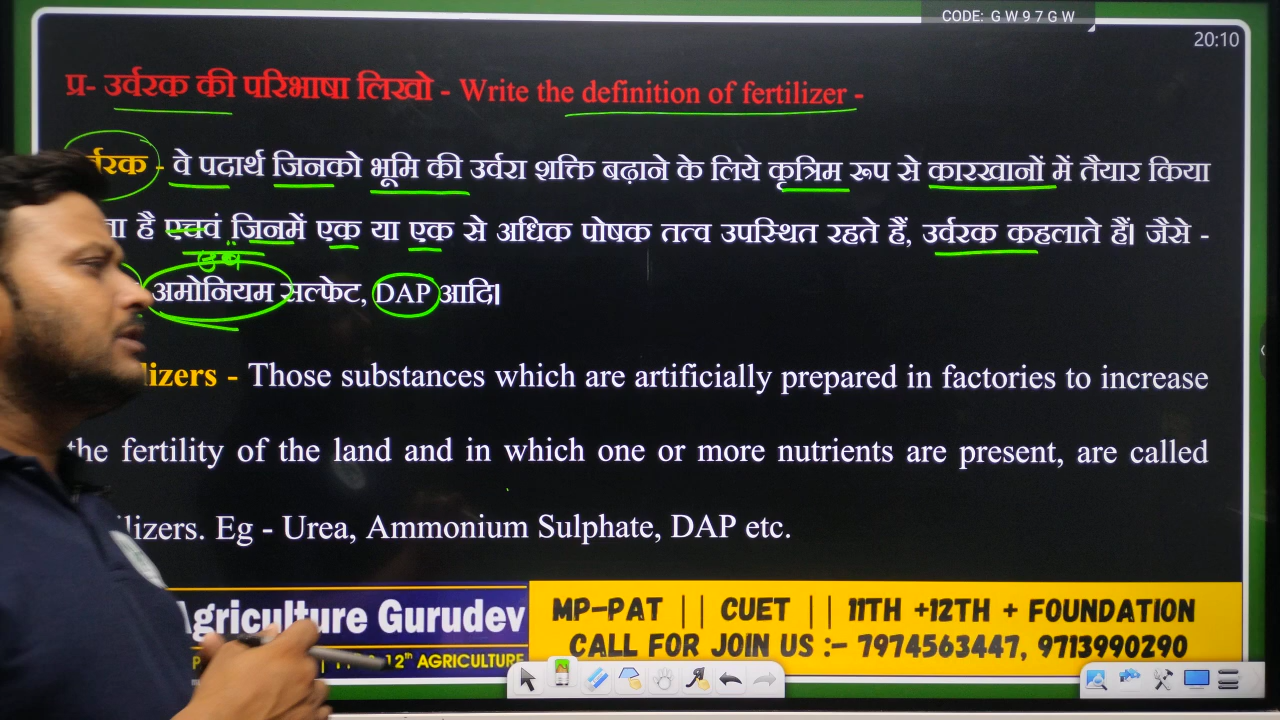 CODE: G W 9 7 G W
20:10
प्र- उर्वरक की परिभाषा लिखो - Write the definition of fertilizer -
- वे पदार्थ जिनको भूमि की उर्वरा शक्ति बढ़ाने के लिये कृत्रिम रूप से कारखानों में तैयार किया
है एचवं जिनमें एक या एक से अधिक पोषक तत्व उपस्थित रहते हैं, उर्वरक कहलाते हैं। जैसे -
एवं
अमोनियम सल्फेट, DAP आदि।
lizers - Those substances which are artificially prepared in factories to increase
the fertility of the land and in which one or more nutrients are present, are called
lizers. Eg - Urea, Ammonium Sulphate, DAP etc.
Agriculture Gurudev
12th AGRICULTURE
MP-PAT || CUET || 11TH +12TH + FOUNDATION
CALL FOR JOIN US :- 7974563447, 9713990290